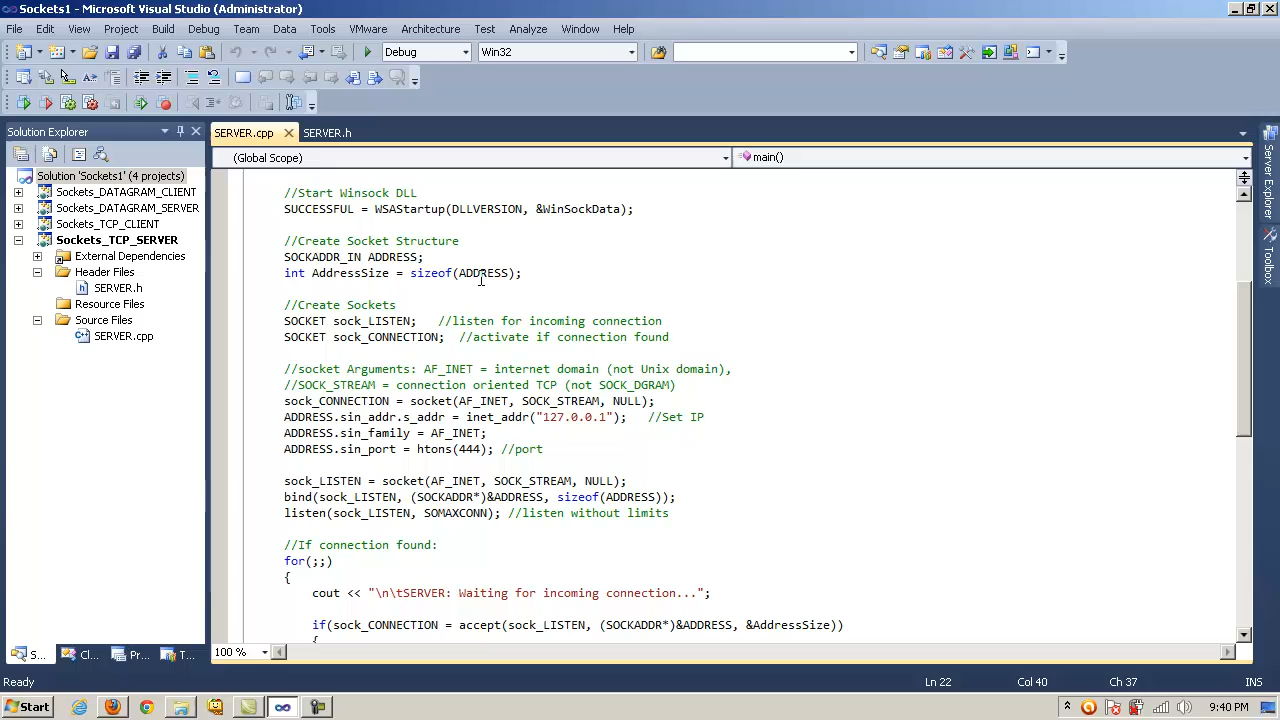 Sockets1 - Microsoft Visual Studio (Administrator)
File Edit View Project Build Debug Team Data Tools VMware Architecture Test Analyze Window Help
Debug Win32
Solution Explorer
SERVER.cpp SERVER.h
(Global Scope) main()
Solution 'Sockets1' (4 projects)
Sockets_DATAGRAM_CLIENT
Sockets_DATAGRAM_SERVER
Sockets_TCP_CLIENT
Sockets_TCP_SERVER
External Dependencies
Header Files
SERVER.h
Resource Files
Source Files
SERVER.cpp
//Start Winsock DLL
SUCCESSFUL = WSAStartup(DLLVERSION, &WinSockData);
//Create Socket Structure
SOCKADDR_IN ADDRESS;
int AddressSize = sizeof(ADDRESS);
//Create Sockets
SOCKET sock_LISTEN; //listen for incoming connection
SOCKET sock_CONNECTION; //activate if connection found
//socket Arguments: AF_INET = internet domain (not Unix domain),
//SOCK_STREAM = connection oriented TCP (not SOCK_DGRAM)
sock_CONNECTION = socket(AF_INET, SOCK_STREAM, NULL);
ADDRESS.sin_addr.s_addr = inet_addr("127.0.0.1"); //Set IP
ADDRESS.sin_family = AF_INET;
ADDRESS.sin_port = htons(444); //port
sock_LISTEN = socket(AF_INET, SOCK_STREAM, NULL);
bind(sock_LISTEN, (SOCKADDR*)&ADDRESS, sizeof(ADDRESS));
listen(sock_LISTEN, SOMAXCONN); //listen without limits
//If connection found:
for(;;)
{
cout << "\n\tSERVER: Waiting for incoming connection...";
if(sock_CONNECTION = accept(sock_LISTEN, (SOCKADDR*)&ADDRESS, &AddressSize))
{
Server Explorer
Toolbox
S... Cl... Pr... T...
100 %
Ready Ln 22 Col 40 Ch 37 INS
Start 9:40 PM